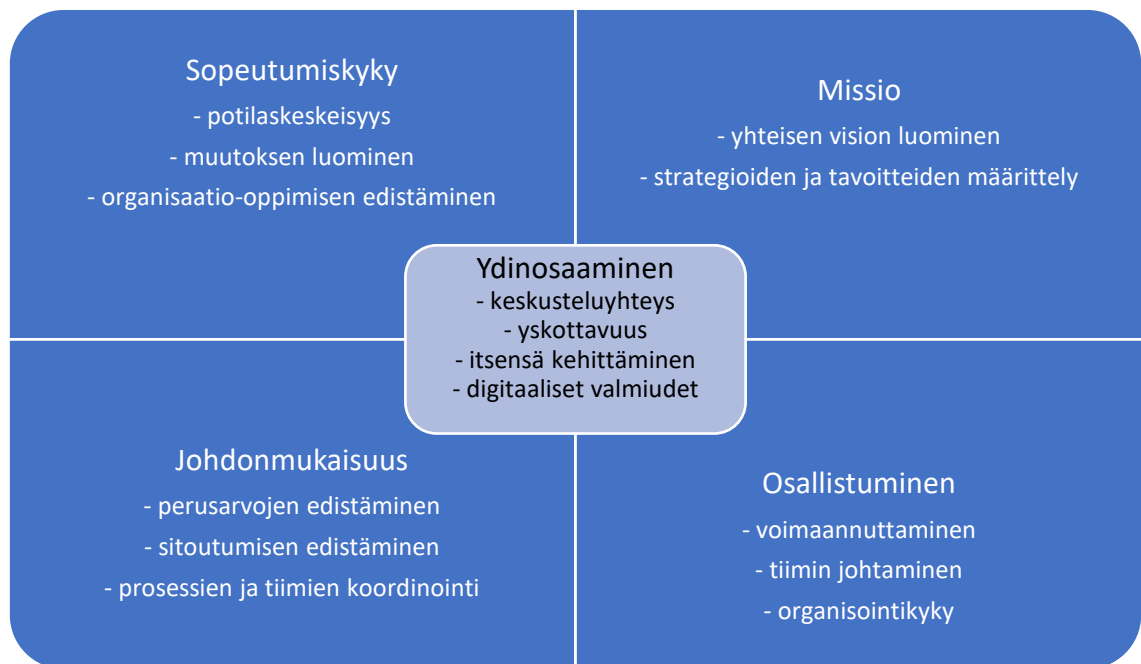 Sopeutumiskyky
- potilaskeskeisyys
- muutoksen luominen
- organisaatio-oppimisen edistäminen
Missio
- yhteisen vision luominen
- strategioiden ja tavoitteiden määrittely
Ydinosaaminen
- keskusteluyhteys
- yskottavuus
- itsensä kehittäminen
- digitaaliset valmiudet
Johdonmukaisuus
- perusarvojen edistäminen
- sitoutumisen edistäminen
- prosessien ja tiimien koordinointi
Osallistuminen
- voimaannuttaminen
- tiimin johtaminen
- organisointikyky